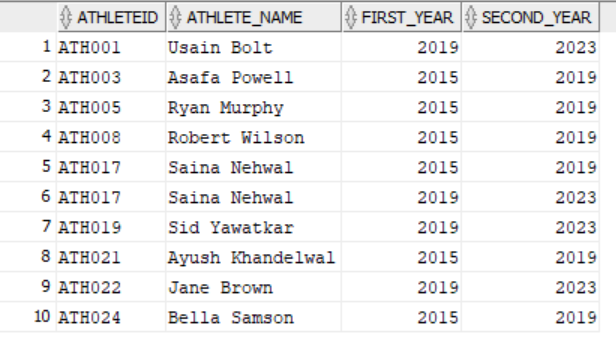 ATHLETEID ATHLETE_NAME FIRST_YEAR SECOND_YEAR
1 ATH001 Usain Bolt 2019 2023
2 ATH003 Asafa Powell 2015 2019
3 ATH005 Ryan Murphy 2015 2019
4 ATH008 Robert Wilson 2015 2019
5 ATH017 Saina Nehwal 2015 2019
6 ATH017 Saina Nehwal 2019 2023
7 ATH019 Sid Yawatkar 2019 2023
8 ATH021 Ayush Khandelwal 2015 2019
9 ATH022 Jane Brown 2019 2023
10 ATH024 Bella Samson 2015 2019